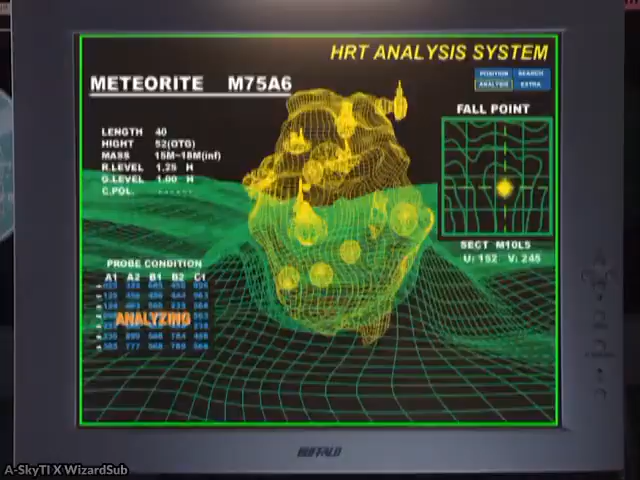 HRT ANALYSIS SYSTEM
METEORITE M75A6
POSITION SEARCH
ANALYSIS EXTRA
FALL POINT
LENGTH 40
HIGHT 52(OTG)
MASS 15M~18M(inf)
R.LEVEL 1.25 H
G.LEVEL 1.00 H
C.POL. ------
SECT M10L5
U: 152 V: 245
PROBE CONDITION
A1 A2 B1 B2 C1
ANALYZING
BUFFALO
A-SkyTI X WizardSub